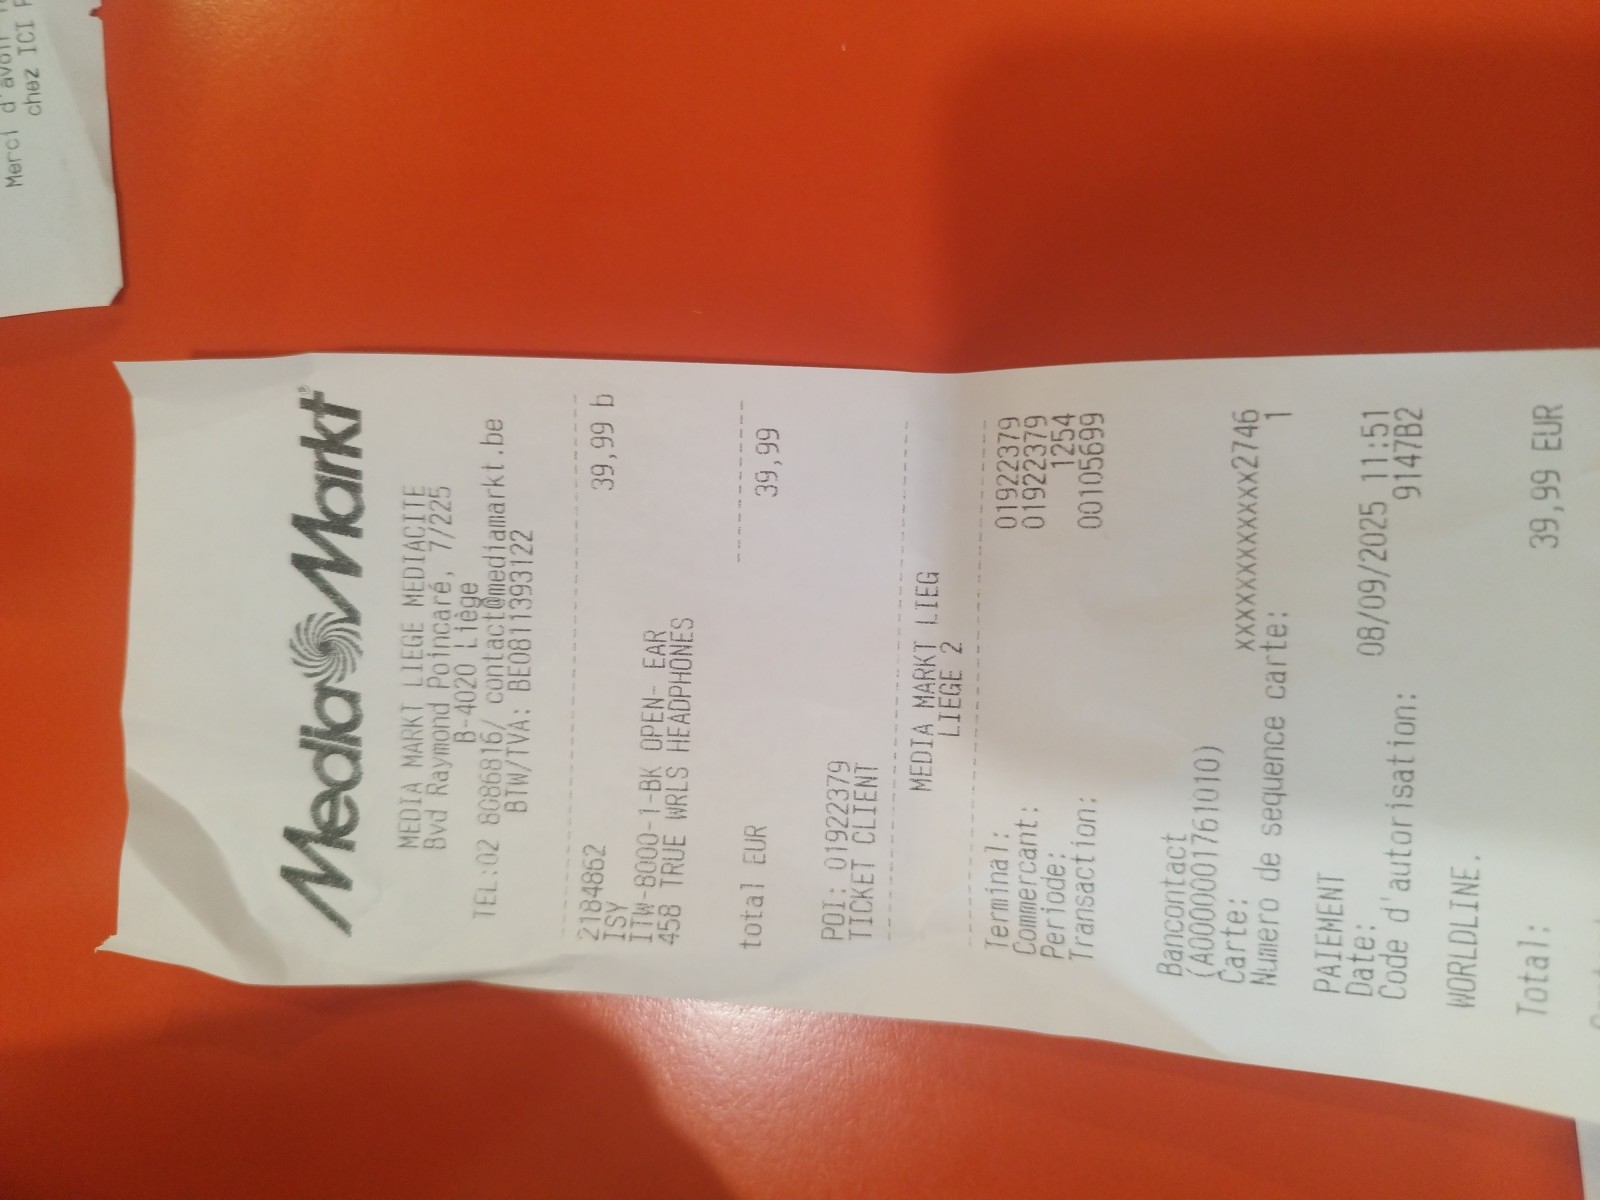 Merci d'avoir
chez ICI
MediaMarkt®
MEDIA MARKT LIEGE MEDIACITE
Bvd Raymond Poincaré, 7/225
B-4020 Liège
TEL:02 8086816/ contact@mediamarkt.be
BTW/TVA: BE0811393122
2184862 39,99 b
ISY
ITW-8000-1-BK OPEN- EAR
458 TRUE WRLS HEADPHONES
total EUR 39,99
POI: 01922379
TICKET CLIENT
MEDIA MARKT LIEG
LIEGE 2
Terminal: 01922379
Commercant: 01922379
Periode: 1254
Transaction: 00105699
Bancontact
(A0000001761010)
Carte: xxxxxxxxxxxxx2746
Numero de sequence carte: 1
PAIEMENT
Date: 08/09/2025 11:51
Code d'autorisation: 9147B2
WORLDLINE.
Total: 39,99 EUR